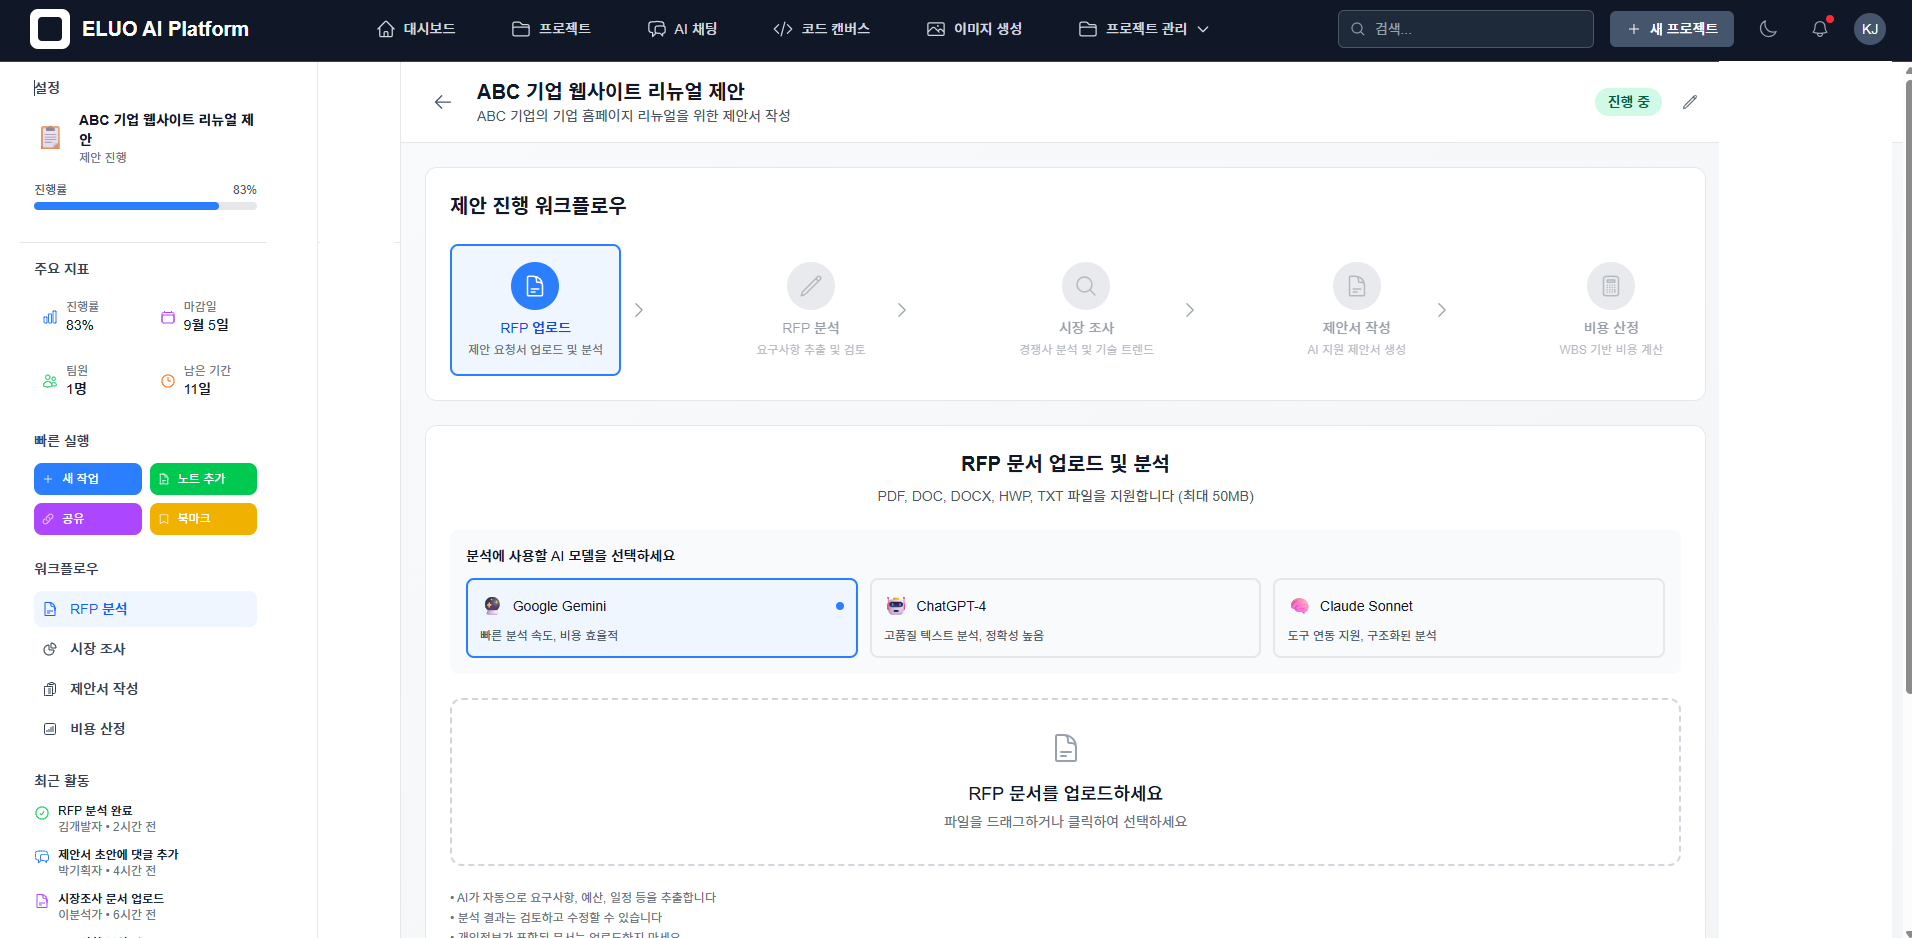 ELUO AI Platform
대시보드
프로젝트
AI 채팅
코드 캔버스
이미지 생성
프로젝트 관리
검색...
새 프로젝트
KJ
설정
ABC 기업 웹사이트 리뉴얼 제
안
제안 진행
진행률
83%
주요 지표
진행률
83%
마감일
9월 5일
팀원
1명
남은 기간
11일
빠른 실행
새 작업
노트 추가
공유
북마크
워크플로우
RFP 분석
시장 조사
제안서 작성
비용 산정
최근 활동
RFP 분석 완료
김개발자 • 2시간 전
제안서 초안에 댓글 추가
박기획자 • 4시간 전
시장조사 문서 업로드
이분석가 • 6시간 전
ABC 기업 웹사이트 리뉴얼 제안
ABC 기업의 기업 홈페이지 리뉴얼을 위한 제안서 작성
진행 중
제안 진행 워크플로우
RFP 업로드
제안 요청서 업로드 및 분석
RFP 분석
요구사항 추출 및 검토
시장 조사
경쟁사 분석 및 기술 트렌드
제안서 작성
AI 지원 제안서 생성
비용 산정
WBS 기반 비용 계산
RFP 문서 업로드 및 분석
PDF, DOC, DOCX, HWP, TXT 파일을 지원합니다 (최대 50MB)
분석에 사용할 AI 모델을 선택하세요
Google Gemini
빠른 분석 속도, 비용 효율적
ChatGPT-4
고품질 텍스트 분석, 정확성 높음
Claude Sonnet
도구 연동 지원, 구조화된 분석
RFP 문서를 업로드하세요
파일을 드래그하거나 클릭하여 선택하세요
• AI가 자동으로 요구사항, 예산, 일정 등을 추출합니다
• 분석 결과는 검토하고 수정할 수 있습니다
• 개인정보가 포함된 문서는 업로드하지 마세요